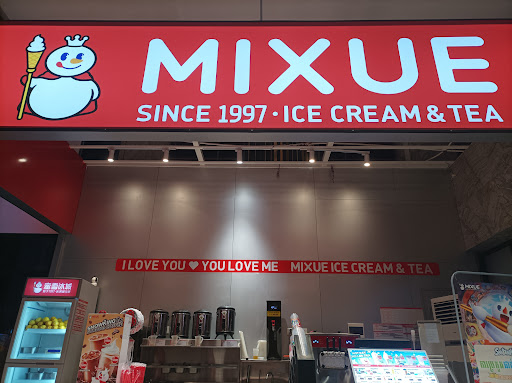 MIXUE
SINCE 1997 · ICE CREAM & TEA
I LOVE YOU ♥ YOU LOVE ME MIXUE ICE CREAM & TEA
蜜雪冰城
MIXUE